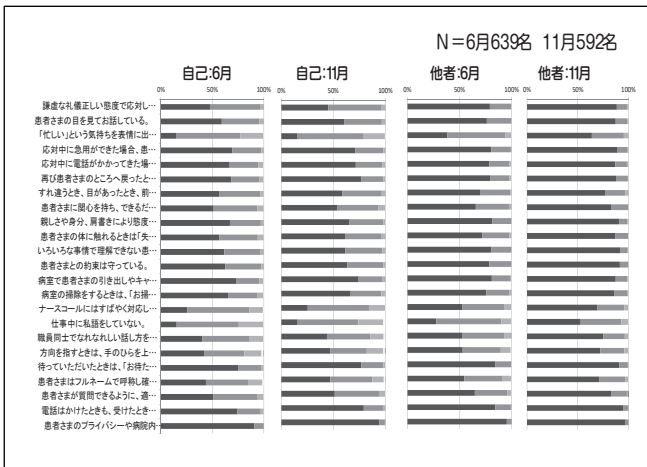 N=6月639名 11月592名
自己:6月 自己:11月 他者:6月 他者:11月
0% 50% 100% 0% 50% 100% 0% 50% 100% 0% 50% 100%
謙虚な礼儀正しい態度で応対し…
患者さまの目を見てお話している。
「忙しい」という気持ちを表情に出…
応対中に急用ができた場合、患…
応対中に電話がかかってきた場…
再び患者さまのところへ戻ったと…
すれ違うとき、目があったとき、前…
患者さまに関心を持ち、できるだ…
親しさや身分、肩書きにより態度…
患者さまの体に触れるときは「失…
いろいろな事情で理解できない患…
患者さまとの約束は守っている。
病室で患者さまの引き出しやキャ…
病室の掃除をするときは、「お掃…
ナースコールにはすばやく対応し…
仕事中に私語をしていない。
職員同士でなれなれしい話し方を…
方向を指すときは、手のひらを上…
待っていただいたときは、「お待た…
患者さまはフルネームで呼称し確…
患者さまが質問できるように、適…
電話はかけたときも、受けたとき…
患者さまのプライバシーや病院内…